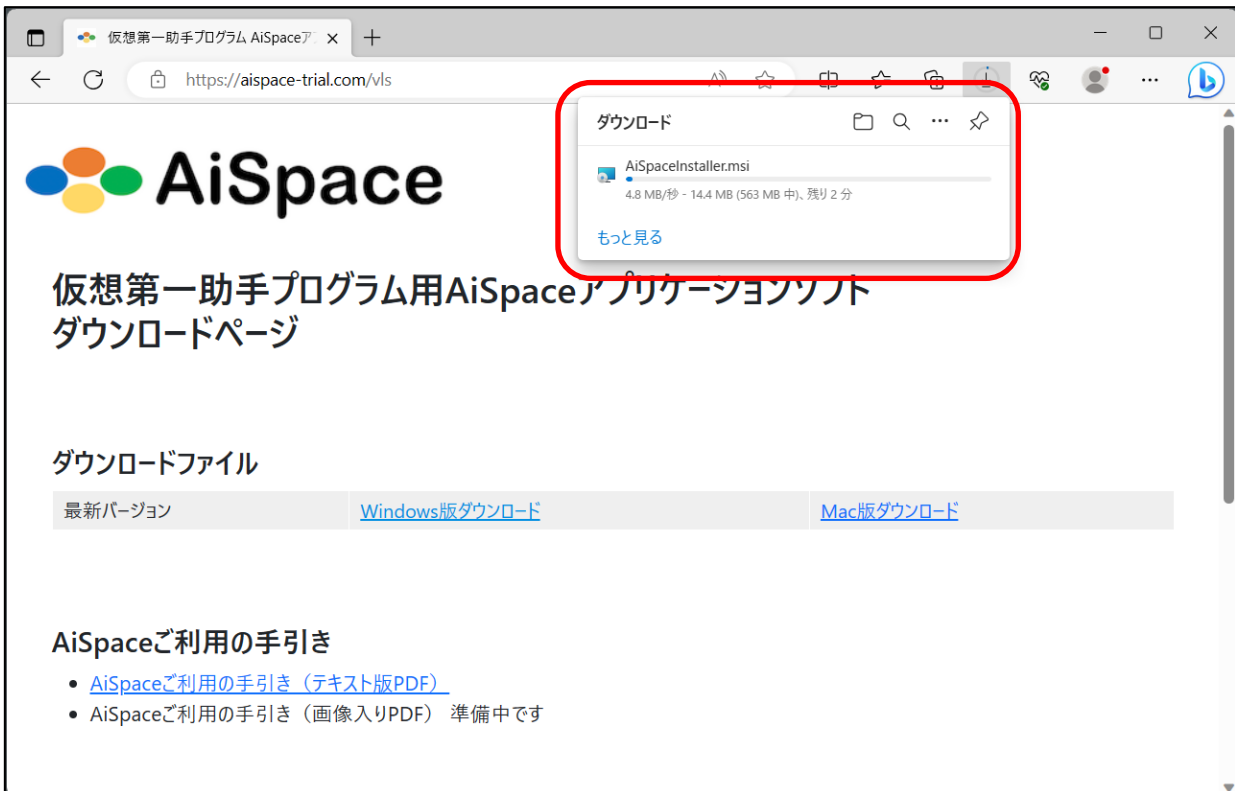 仮想第一助手プログラム AiSpaceア
https://aispace-trial.com/vls
ダウンロード
AiSpaceInstaller.msi
4.8 MB/秒 - 14.4 MB (563 MB 中)、残り 2 分
もっと見る
AiSpace
仮想第一助手プログラム用AiSpaceアプリケーションソフト
ダウンロードページ
ダウンロードファイル
最新バージョン Windows版ダウンロード Mac版ダウンロード
AiSpaceご利用の手引き
• AiSpaceご利用の手引き（テキスト版PDF）
• AiSpaceご利用の手引き（画像入りPDF） 準備中です